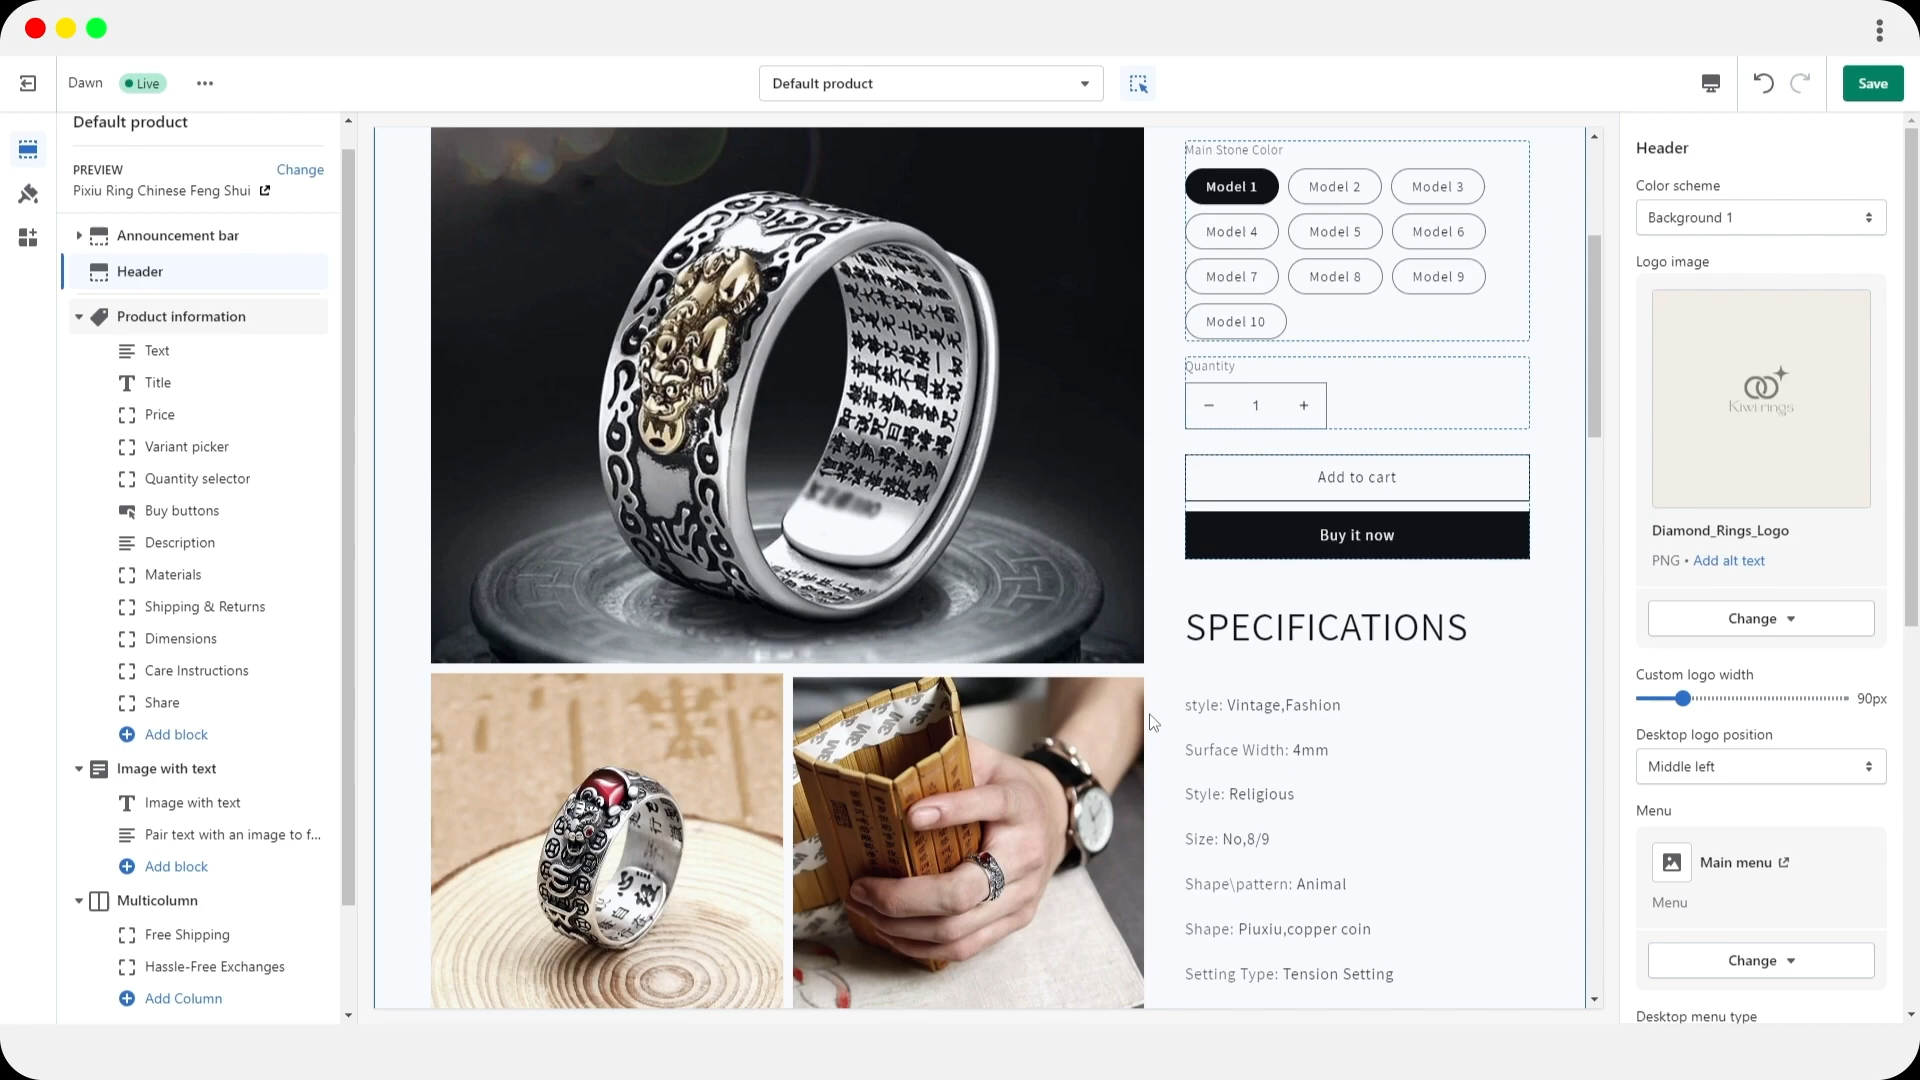 Dawn
Live
Default product
Save
Default product
PREVIEW
Change
Pixiu Ring Chinese Feng Shui
Announcement bar
Header
Product information
Text
Title
Price
Variant picker
Quantity selector
Buy buttons
Description
Materials
Shipping & Returns
Dimensions
Care Instructions
Share
Add block
Image with text
Image with text
Pair text with an image to f...
Add block
Multicolumn
Free Shipping
Hassle-Free Exchanges
Add Column
3M
3M
3M
Main Stone Color
Model 1
Model 2
Model 3
Model 4
Model 5
Model 6
Model 7
Model 8
Model 9
Model 10
Quantity
− 1 +
Add to cart
Buy it now
SPECIFICATIONS
style: Vintage,Fashion
Surface Width: 4mm
Style: Religious
Size: No,8/9
Shape\pattern: Animal
Shape: Piuxiu,copper coin
Setting Type: Tension Setting
Header
Color scheme
Background 1
Logo image
Kiwi rings
Diamond_Rings_Logo
PNG • Add alt text
Change
Custom logo width
90px
Desktop logo position
Middle left
Menu
Main menu
Menu
Change
Desktop menu type